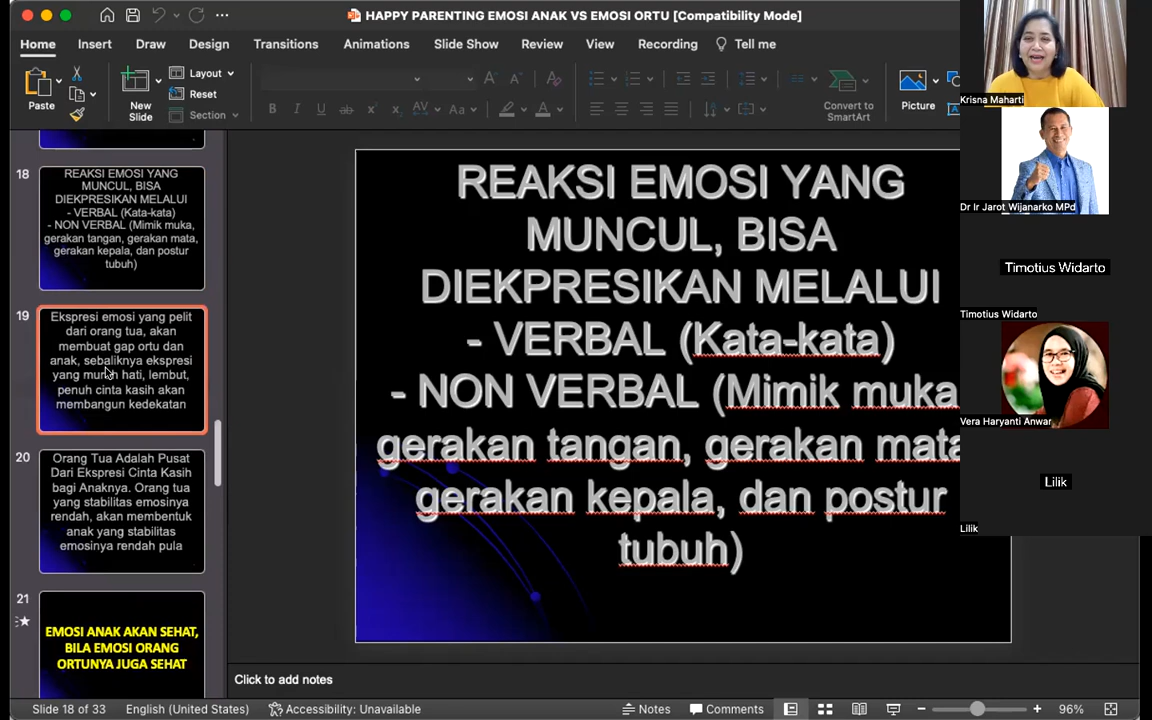 HAPPY PARENTING EMOSI ANAK VS EMOSI ORTU [Compatibility Mode]
Home Insert Draw Design Transitions Animations Slide Show Review View Recording Tell me
Paste
New Slide
Layout
Reset
Section
Convert to SmartArt
Picture
18
REAKSI EMOSI YANG
MUNCUL, BISA
DIEKPRESIKAN MELALUI
- VERBAL (Kata-kata)
- NON VERBAL (Mimik muka,
gerakan tangan, gerakan mata,
gerakan kepala, dan postur
tubuh)
19
Ekspresi emosi yang pelit
dari orang tua, akan
membuat gap ortu dan
anak, sebaliknya ekspresi
yang murah hati, lembut,
penuh cinta kasih akan
membangun kedekatan
20
Orang Tua Adalah Pusat
Dari Ekspresi Cinta Kasih
bagi Anaknya. Orang tua
yang stabilitas emosinya
rendah, akan membentuk
anak yang stabilitas
emosinya rendah pula
21
EMOSI ANAK AKAN SEHAT,
BILA EMOSI ORANG
ORTUNYA JUGA SEHAT
REAKSI EMOSI YANG
MUNCUL, BISA
DIEKPRESIKAN MELALUI
- VERBAL (Kata-kata)
- NON VERBAL (Mimik muka
gerakan tangan, gerakan mata
gerakan kepala, dan postur
tubuh)
Click to add notes
Slide 18 of 33 English (United States) Accessibility: Unavailable Notes Comments 96%
Krisna Maharti
Dr Ir Jarot Wijanarko MPd
Timotius Widarto
Timotius Widarto
Vera Haryanti Anwar
Lilik
Lilik